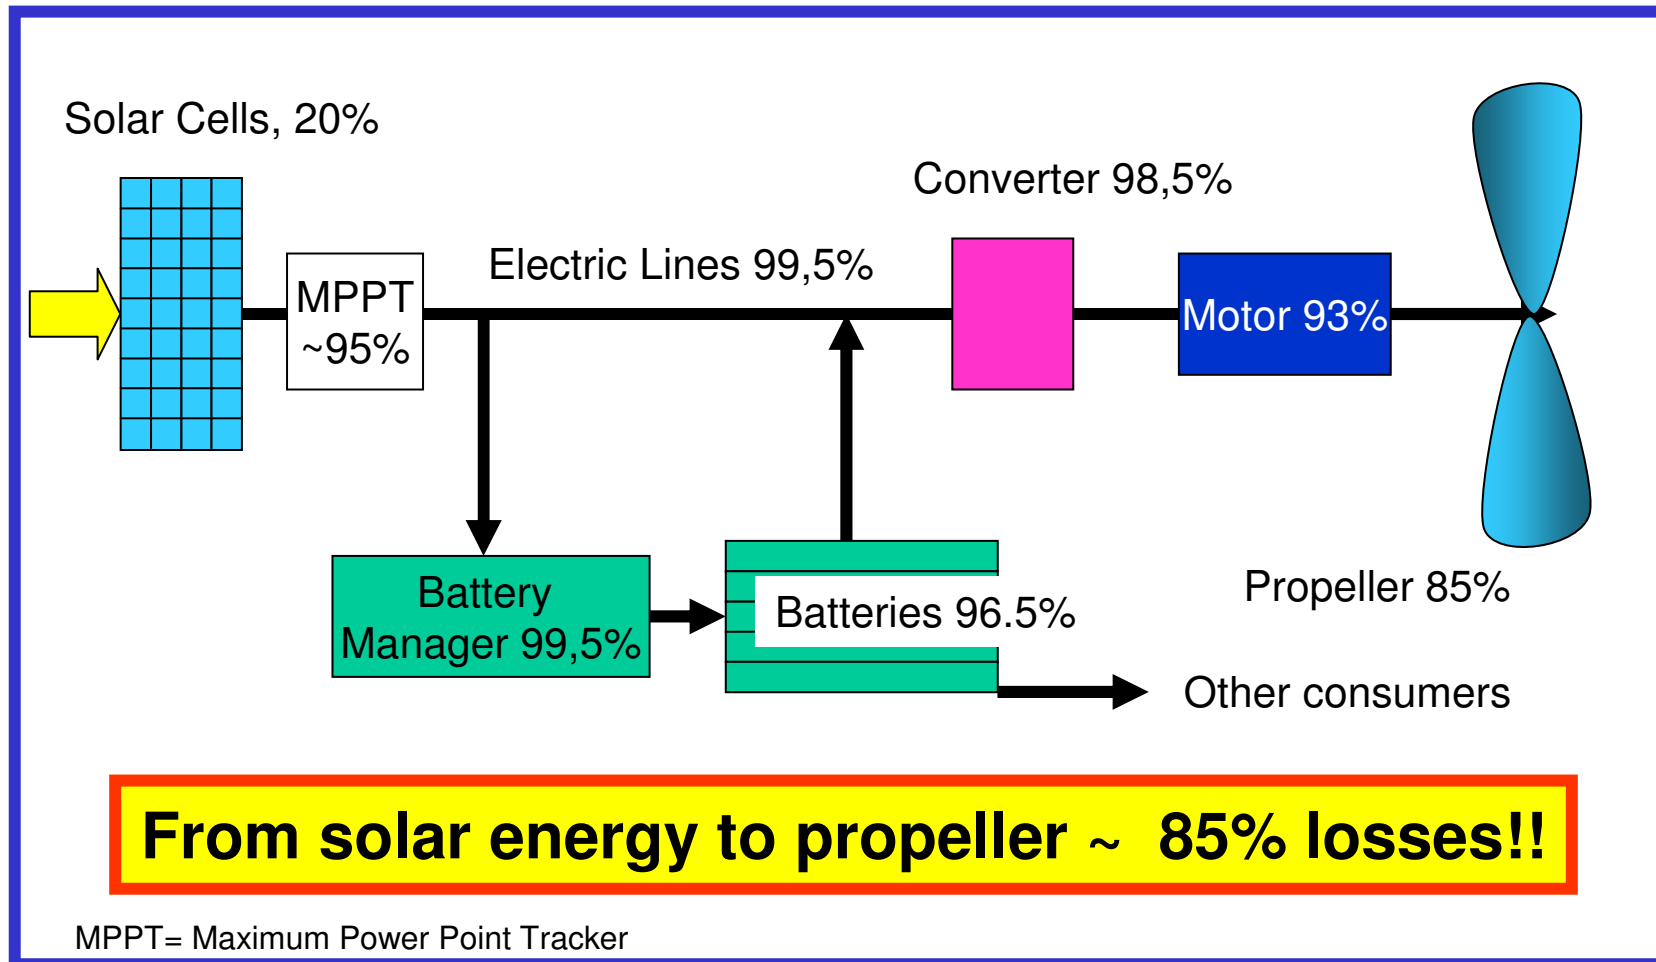 Solar Cells, 20%
Converter 98,5%
Electric Lines 99,5%
MPPT
~95%
Motor 93%
Battery
Manager 99,5%
Batteries 96.5%
Propeller 85%
Other consumers
From solar energy to propeller ~ 85% losses!!
MPPT= Maximum Power Point Tracker